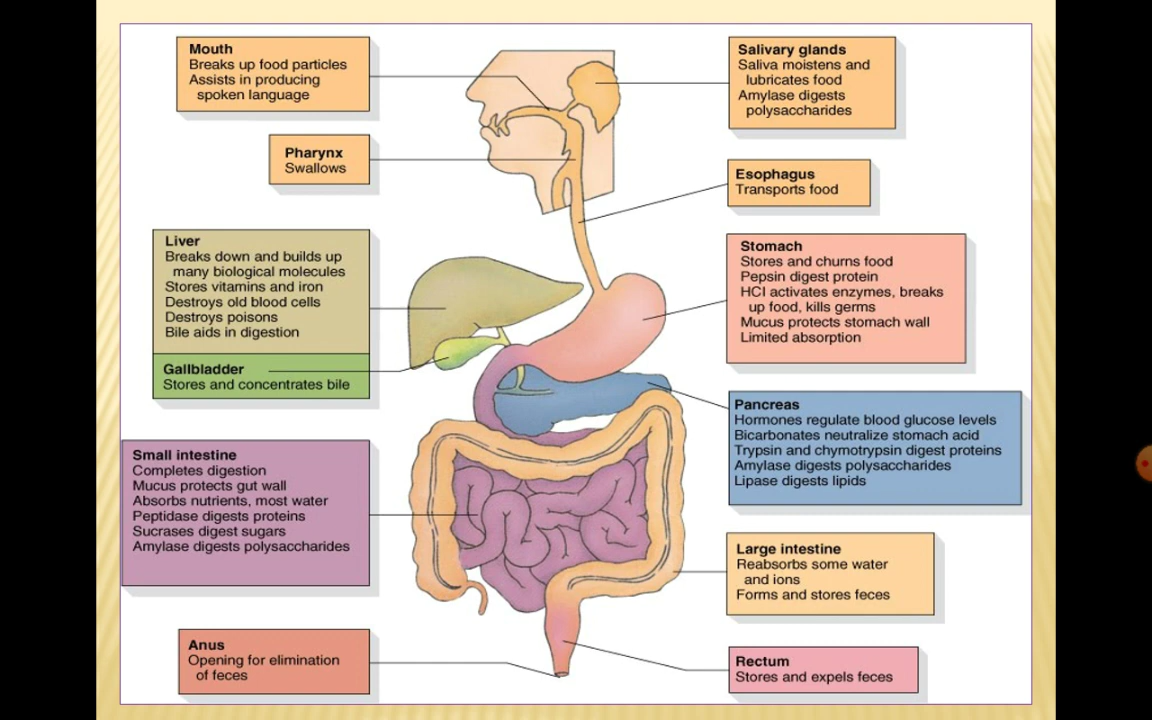 Mouth
Breaks up food particles
Assists in producing
spoken language
Salivary glands
Saliva moistens and
lubricates food
Amylase digests
polysaccharides
Pharynx
Swallows
Esophagus
Transports food
Liver
Breaks down and builds up
many biological molecules
Stores vitamins and iron
Destroys old blood cells
Destroys poisons
Bile aids in digestion
Stomach
Stores and churns food
Pepsin digest protein
HCl activates enzymes, breaks
up food, kills germs
Mucus protects stomach wall
Limited absorption
Gallbladder
Stores and concentrates bile
Pancreas
Hormones regulate blood glucose levels
Bicarbonates neutralize stomach acid
Trypsin and chymotrypsin digest proteins
Amylase digests polysaccharides
Lipase digests lipids
Small intestine
Completes digestion
Mucus protects gut wall
Absorbs nutrients, most water
Peptidase digests proteins
Sucrases digest sugars
Amylase digests polysaccharides
Large intestine
Reabsorbs some water
and ions
Forms and stores feces
Anus
Opening for elimination
of feces
Rectum
Stores and expels feces